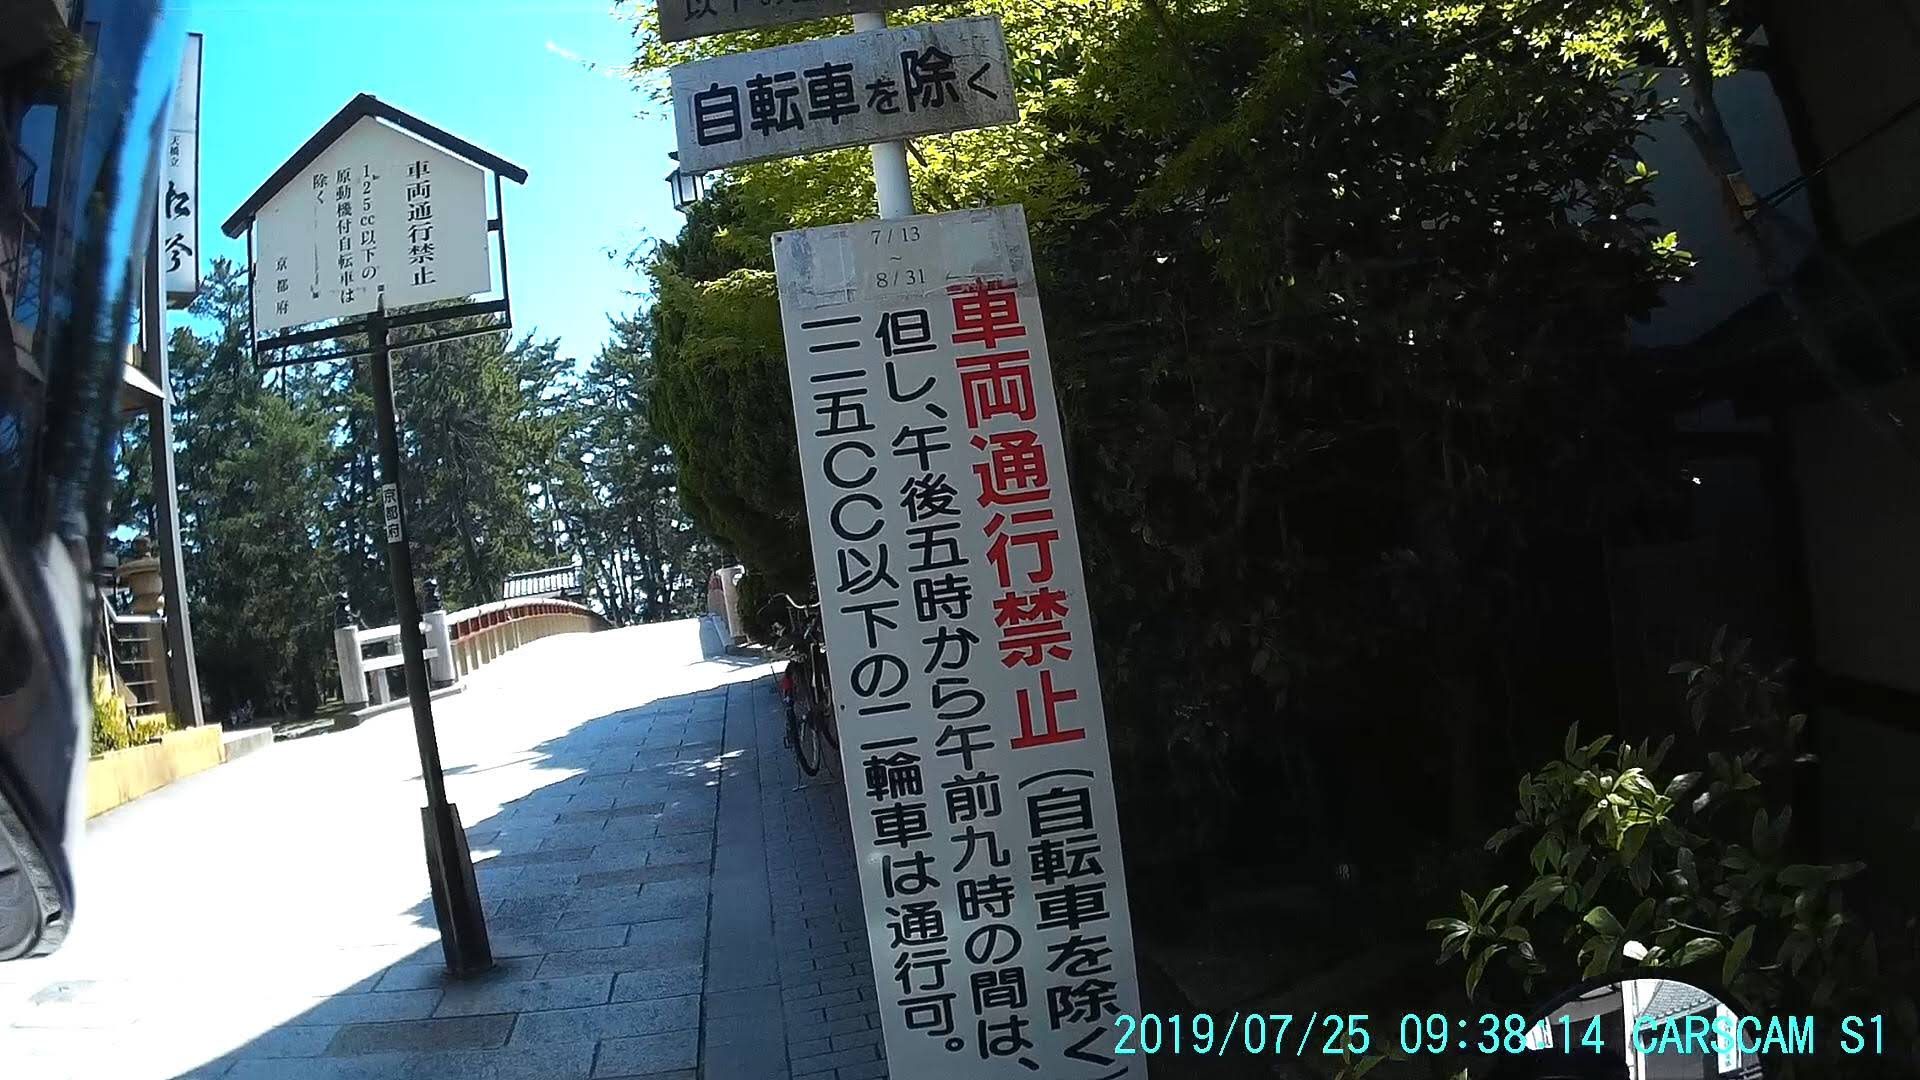 自転車を除く
7/13
~
8/31
車両通行禁止(自転車を除く)
但し、午後五時から午前九時の間は、
一二五CC以下の二輪車は通行可。
車両通行禁止
125cc以下の
原動機付自転車は
除く
京都府
京都府
天橋立
2019/07/25 09:38:14 CARSCAM S1